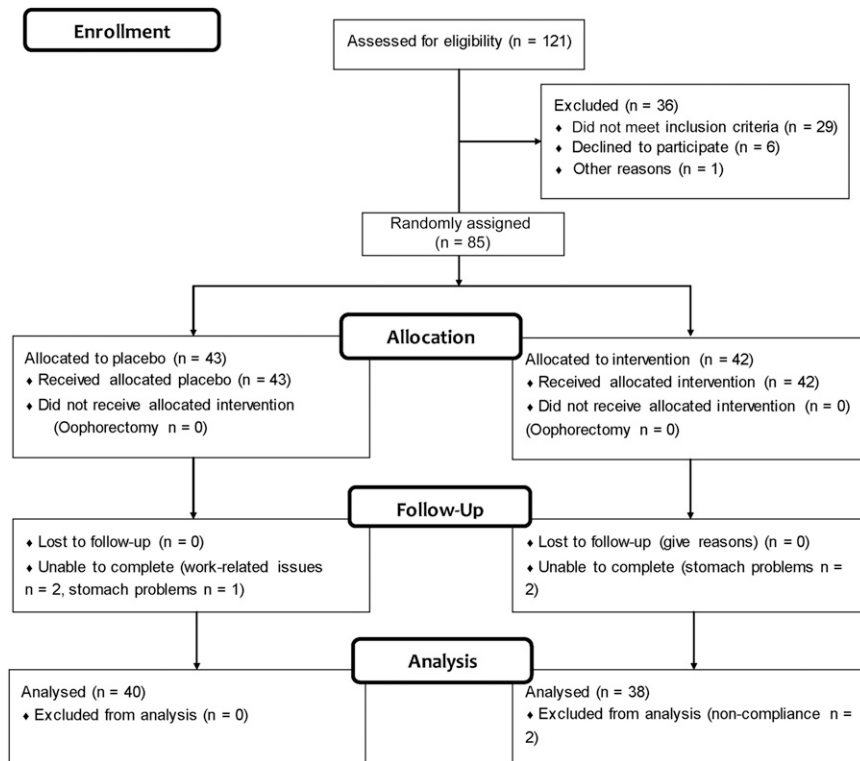 Enrollment
Assessed for eligibility (n = 121)
Excluded (n = 36)
♦ Did not meet inclusion criteria (n = 29)
♦ Declined to participate (n = 6)
♦ Other reasons (n = 1)
Randomly assigned
(n = 85)
Allocation
Allocated to placebo (n = 43)
♦ Received allocated placebo (n = 43)
♦ Did not receive allocated intervention
(Oophorectomy n = 0)
Allocated to intervention (n = 42)
♦ Received allocated intervention (n = 42)
♦ Did not receive allocated intervention (n = 0)
(Oophorectomy n = 0)
Follow-Up
♦ Lost to follow-up (n = 0)
♦ Unable to complete (work-related issues
n = 2, stomach problems n = 1)
♦ Lost to follow-up (give reasons) (n = 0)
♦ Unable to complete (stomach problems n =
2)
Analysis
Analysed (n = 40)
♦ Excluded from analysis (n = 0)
Analysed (n = 38)
♦ Excluded from analysis (non-compliance n =
2)